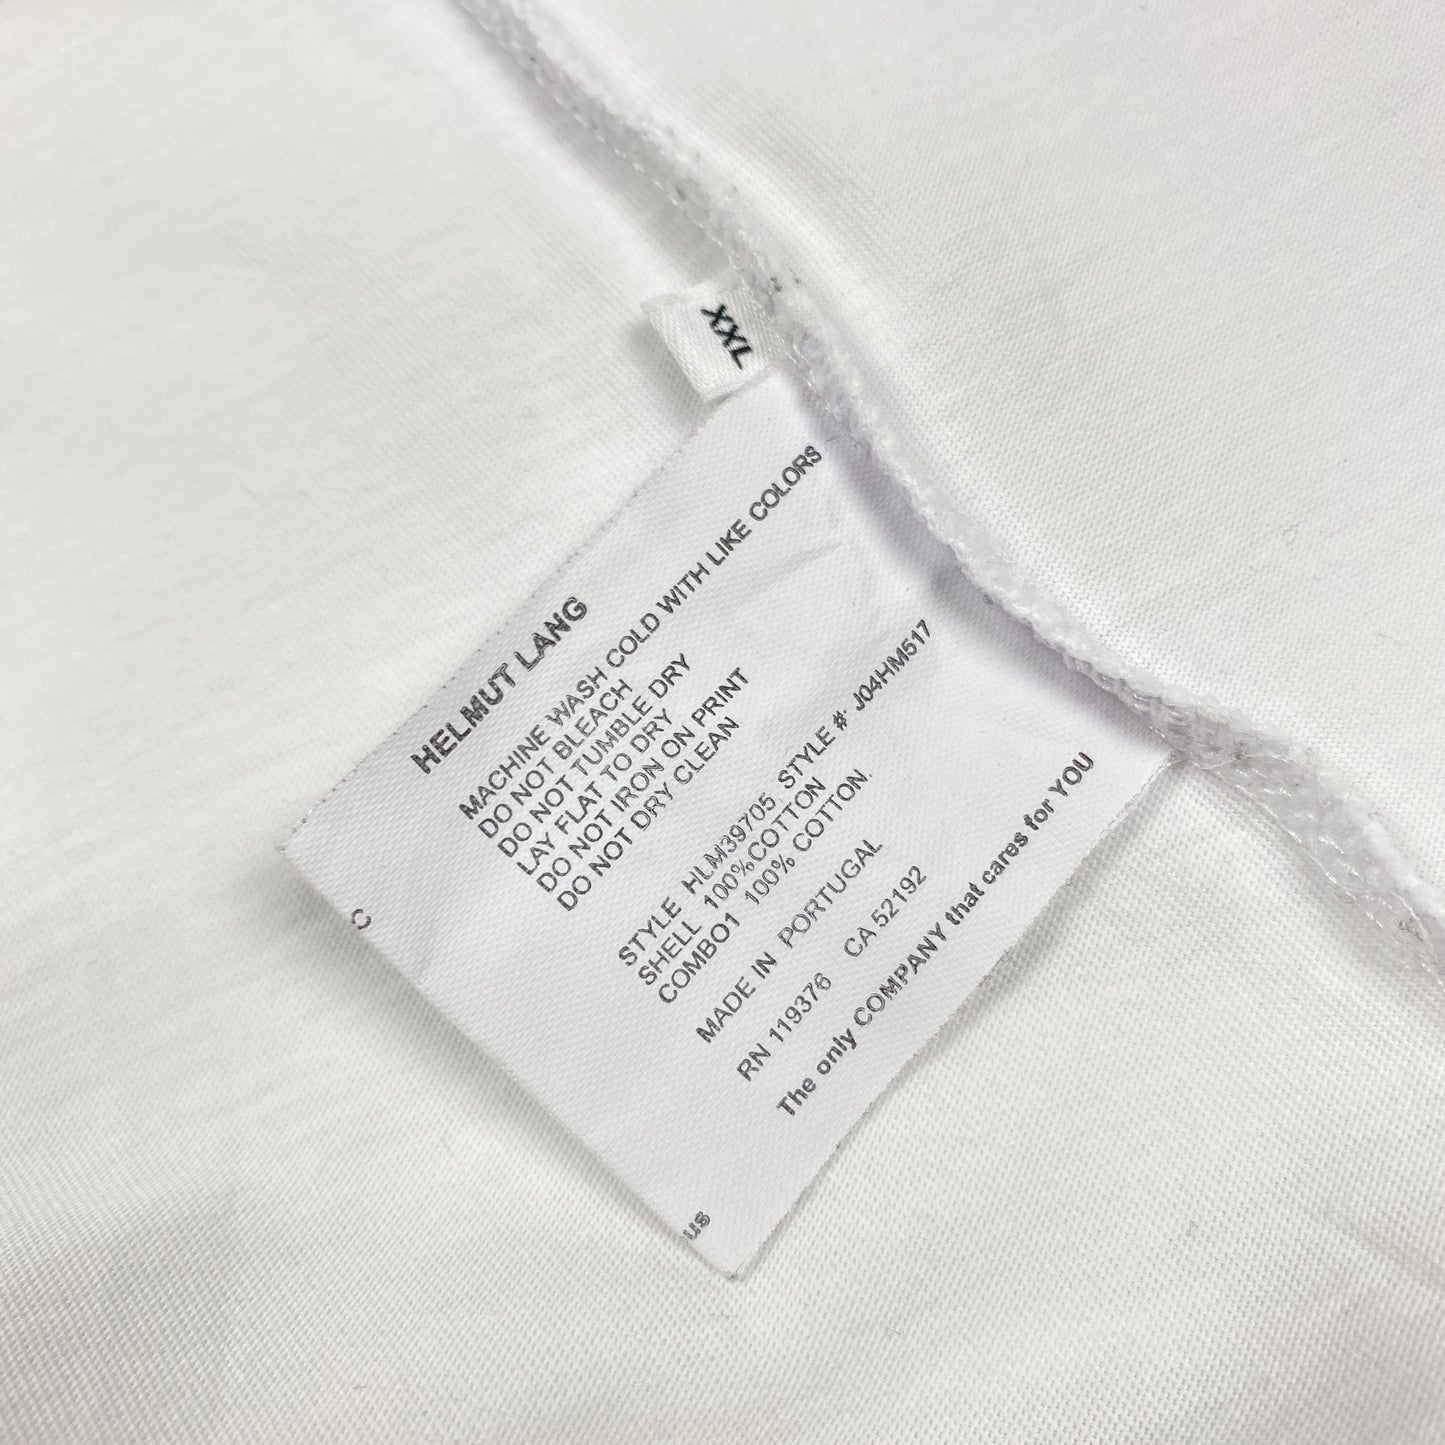 XXL
HELMUT LANG
MACHINE WASH COLD WITH LIKE COLORS
DO NOT BLEACH
DO NOT TUMBLE DRY
LAY FLAT TO DRY
DO NOT IRON ON PRINT
DO NOT DRY CLEAN
STYLE HLM39705 STYLE #: J04HM517
SHELL 100%COTTON
COMBO1 100% COTTON.
MADE IN PORTUGAL
RN 119376 CA 52192
The only COMPANY that cares for YOU
C
us